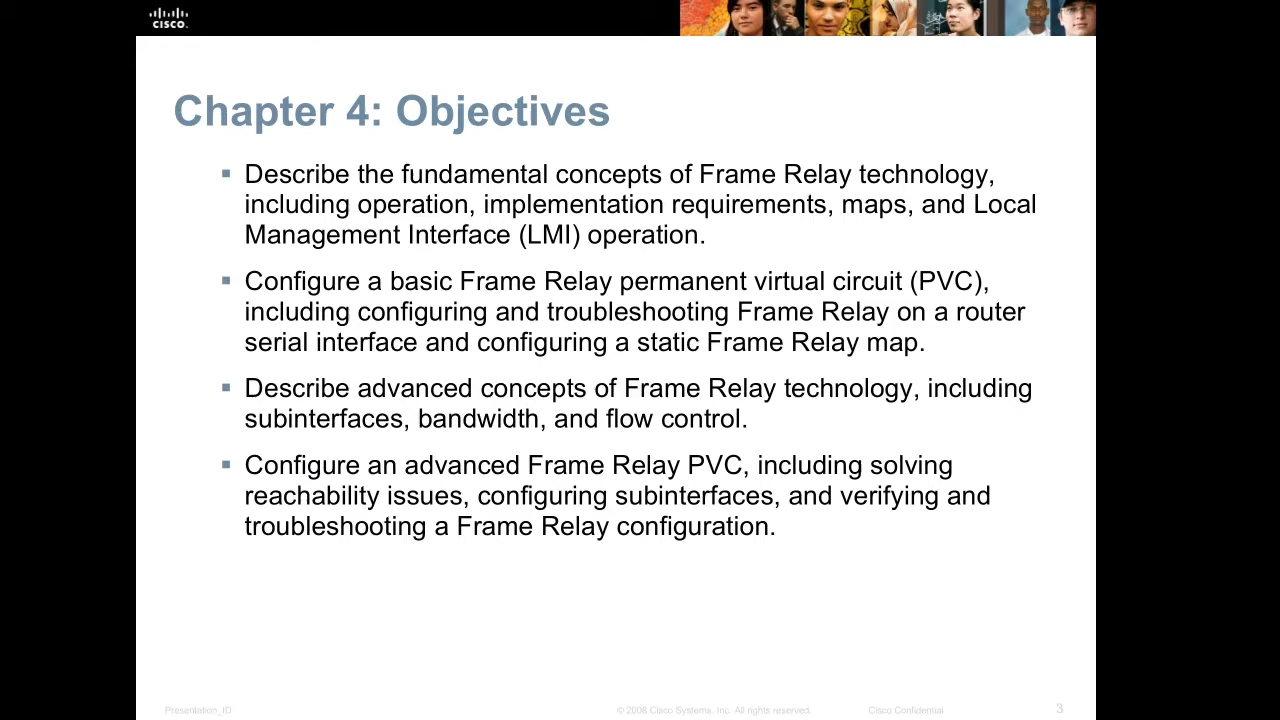 CISCO.
Chapter 4: Objectives
▪ Describe the fundamental concepts of Frame Relay technology,
including operation, implementation requirements, maps, and Local
Management Interface (LMI) operation.
▪ Configure a basic Frame Relay permanent virtual circuit (PVC),
including configuring and troubleshooting Frame Relay on a router
serial interface and configuring a static Frame Relay map.
▪ Describe advanced concepts of Frame Relay technology, including
subinterfaces, bandwidth, and flow control.
▪ Configure an advanced Frame Relay PVC, including solving
reachability issues, configuring subinterfaces, and verifying and
troubleshooting a Frame Relay configuration.
Presentation_ID © 2008 Cisco Systems, Inc. All rights reserved. Cisco Confidential 3